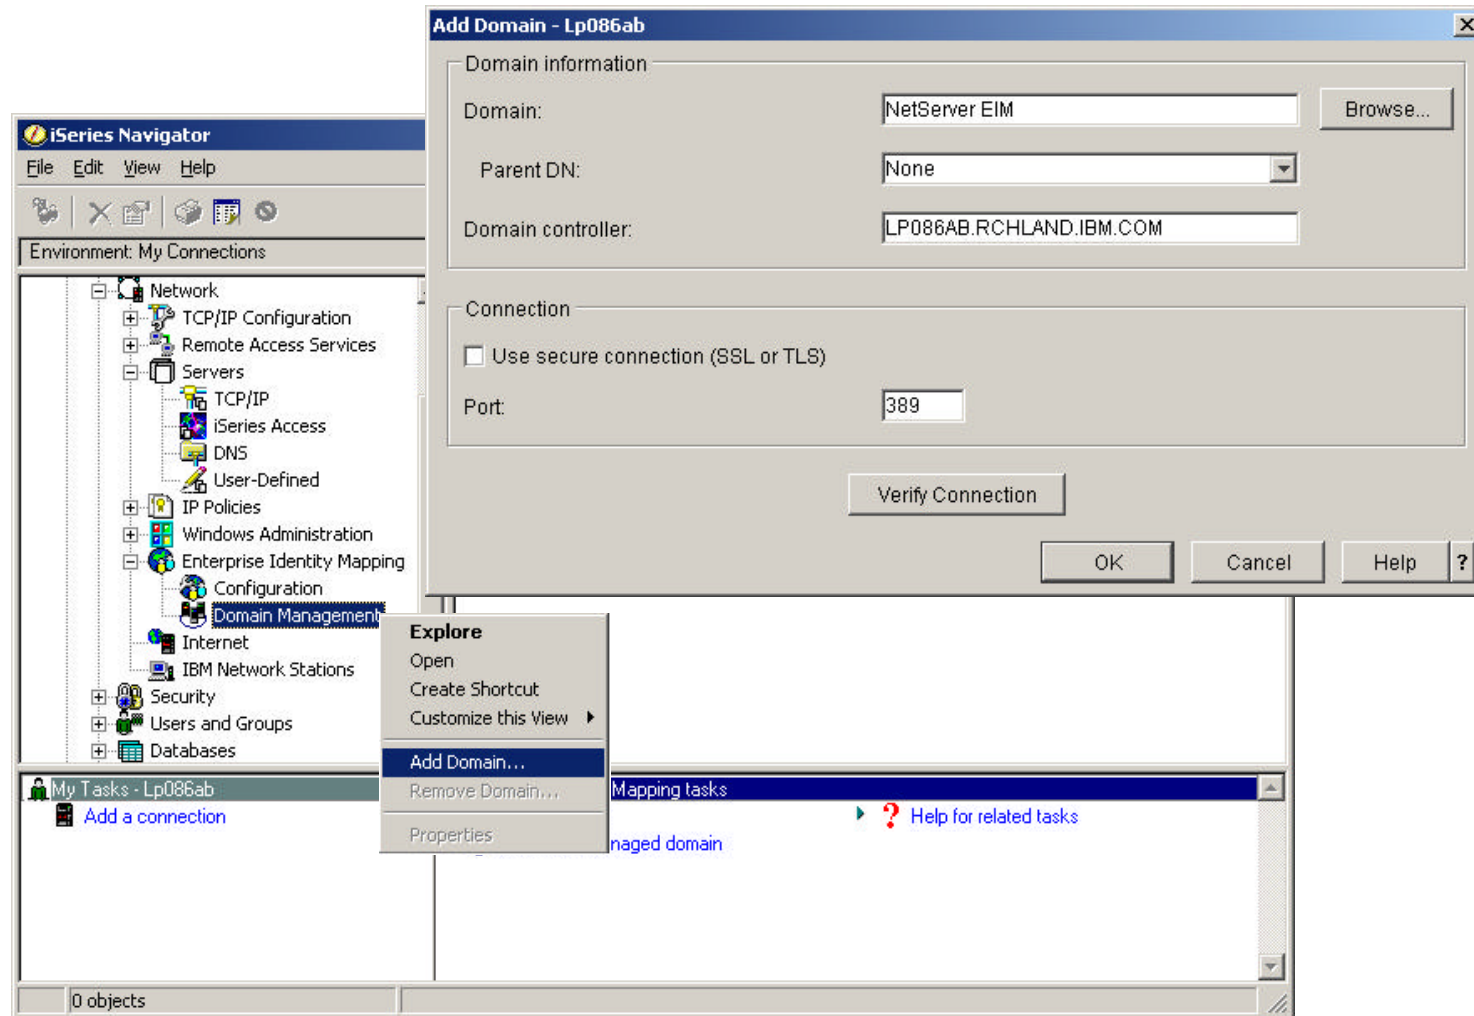 Add Domain - Lp086ab
Domain information
Domain: NetServer EIM Browse...
Parent DN: None
Domain controller: LP086AB.RCHLAND.IBM.COM
Connection
Use secure connection (SSL or TLS)
Port: 389
Verify Connection
OK Cancel Help ?
iSeries Navigator
File Edit View Help
Environment: My Connections
Network
TCP/IP Configuration
Remote Access Services
Servers
TCP/IP
iSeries Access
DNS
User-Defined
IP Policies
Windows Administration
Enterprise Identity Mapping
Configuration
Domain Management
Internet
IBM Network Stations
Security
Users and Groups
Databases
Explore
Open
Create Shortcut
Customize this View
Add Domain...
Remove Domain...
Properties
My Tasks - Lp086ab
Add a connection
Mapping tasks
? Help for related tasks
naged domain
0 objects